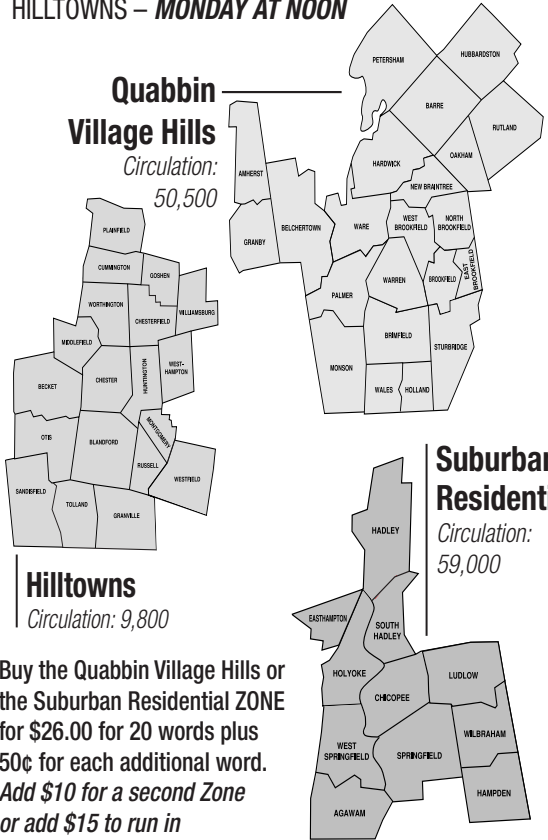 HILLTOWNS – MONDAY AT NOON
Quabbin
Village Hills
Circulation:
50,500
PETERSHAM
HUBBARDSTON
BARRE
RUTLAND
HARDWICK
OAKHAM
NEW BRAINTREE
AMHERST
GRANBY
BELCHERTOWN
WARE
WEST
BROOKFIELD
NORTH
BROOKFIELD
EAST
BROOKFIELD
PALMER
WARREN
BROOKFIELD
BRIMFIELD
STURBRIDGE
MONSON
WALES
HOLLAND
PLAINFIELD
CUMMINGTON
GOSHEN
WORTHINGTON
CHESTERFIELD
WILLIAMSBURG
MIDDLEFIELD
BECKET
CHESTER
HUNTINGTON
WEST-
HAMPTON
OTIS
BLANDFORD
MONTGOMERY
RUSSELL
WESTFIELD
SANDISFIELD
TOLLAND
GRANVILLE
Hilltowns
Circulation: 9,800
Suburban
Residenti
Circulation:
59,000
HADLEY
EASTHAMPTON
SOUTH
HADLEY
HOLYOKE
CHICOPEE
LUDLOW
WEST
SPRINGFIELD
SPRINGFIELD
WILBRAHAM
AGAWAM
HAMPDEN
Buy the Quabbin Village Hills or
the Suburban Residential ZONE
for $26.00 for 20 words plus
50¢ for each additional word.
Add $10 for a second Zone
or add $15 to run in